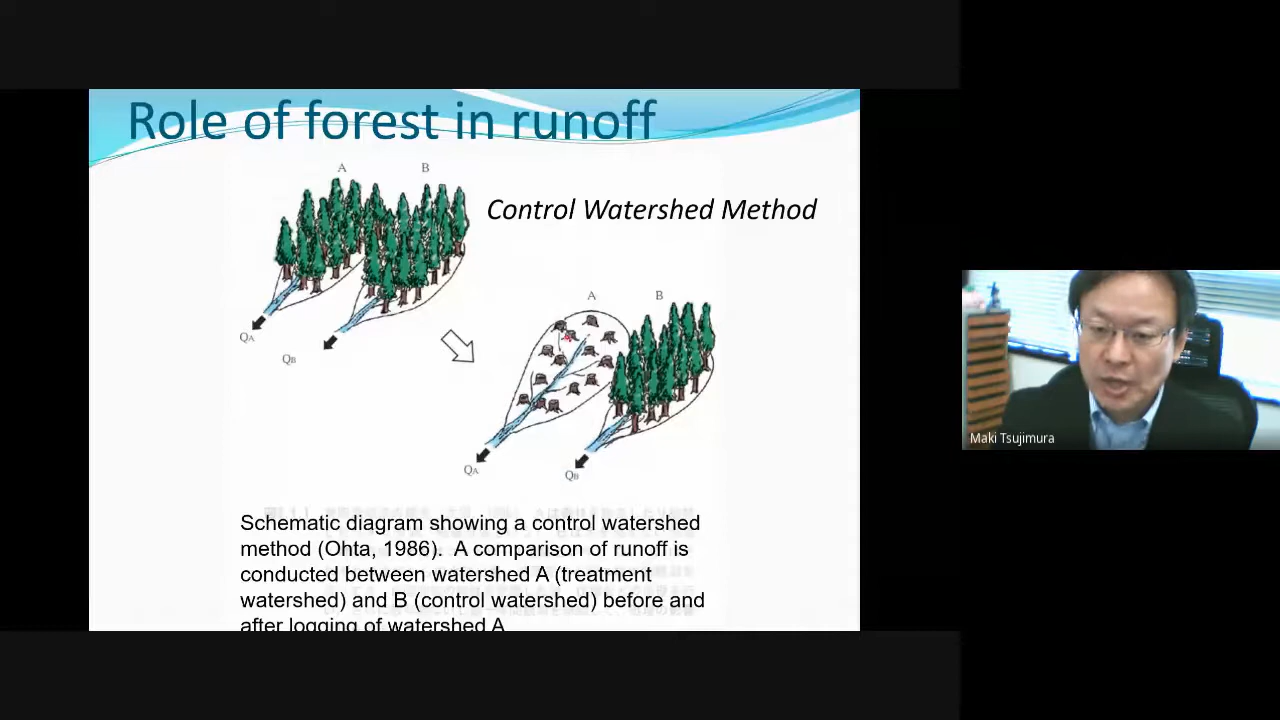 Role of forest in runoff
A
B
Control Watershed Method
A
B
QA
QB
QA
QB
Schematic diagram showing a control watershed
method (Ohta, 1986). A comparison of runoff is
conducted between watershed A (treatment
watershed) and B (control watershed) before and
after logging of watershed A
Maki Tsujimura